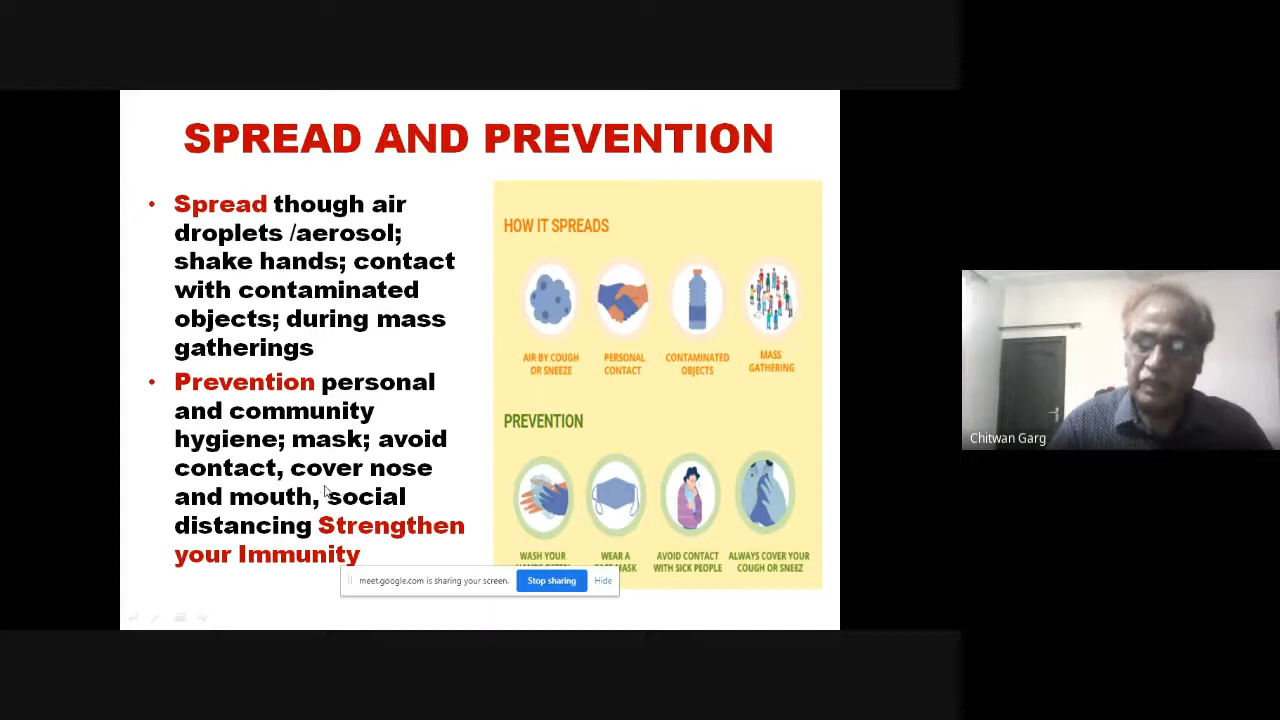 SPREAD AND PREVENTION
• Spread though air
droplets /aerosol;
shake hands; contact
with contaminated
objects; during mass
gatherings
• Prevention personal
and community
hygiene; mask; avoid
contact, cover nose
and mouth, social
distancing Strengthen
your Immunity
HOW IT SPREADS
AIR BY COUGH
OR SNEEZE
PERSONAL
CONTACT
CONTAMINATED
OBJECTS
MASS
GATHERING
PREVENTION
WASH YOUR
WEAR A
MASK
AVOID CONTACT
WITH SICK PEOPLE
ALWAYS COVER YOUR
COUGH OR SNEEZ
meet.google.com is sharing your screen.
Stop sharing
Hide
Chitwan Garg